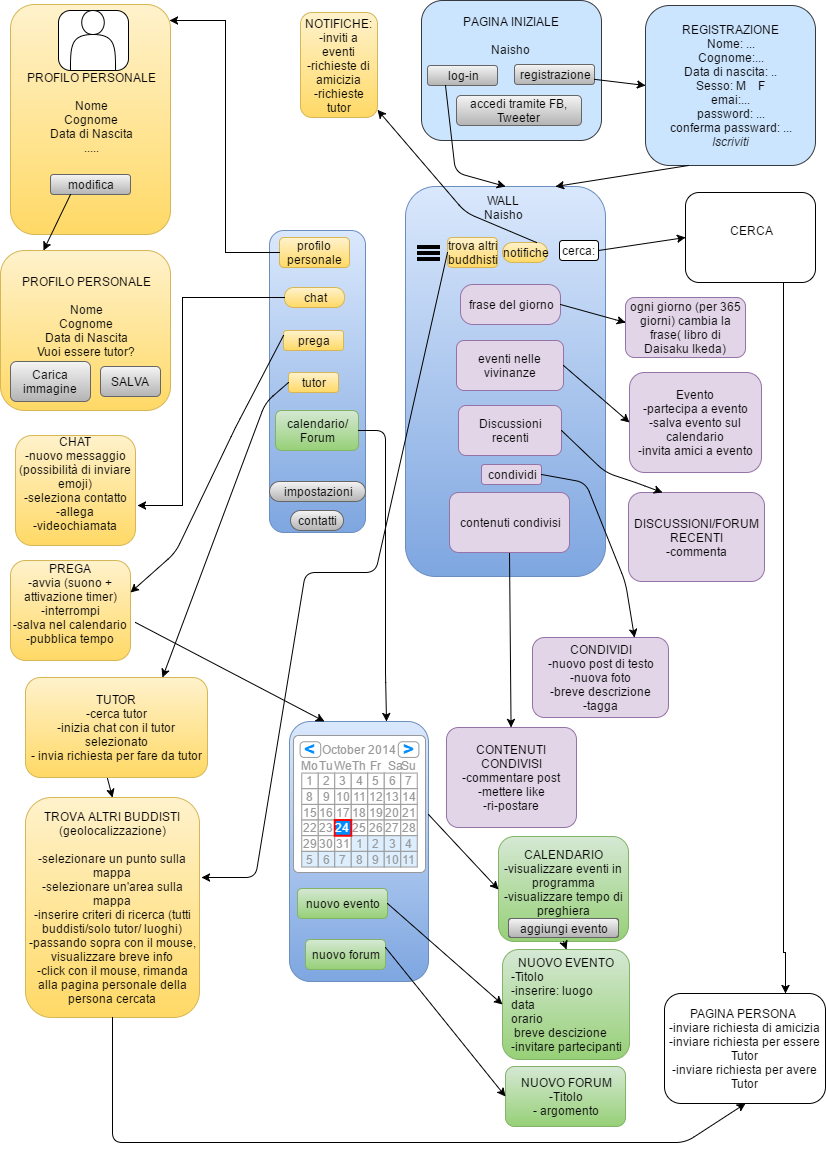 PROFILO PERSONALE
Nome
Cognome
Data di Nascita
.....
modifica
NOTIFICHE:
-inviti a
eventi
-richieste di
amicizia
-richieste
tutor
PAGINA INIZIALE
Naisho
log-in
registrazione
accedi tramite FB,
Tweeter
REGISTRAZIONE
Nome: ...
Cognome:...
Data di nascita: ..
Sesso: M F
emai:...
password: ...
conferma passward: ...
Iscriviti
PROFILO PERSONALE
Nome
Cognome
Data di Nascita
Vuoi essere tutor?
Carica
immagine
SALVA
profilo
personale
chat
prega
tutor
calendario/
Forum
impostazioni
contatti
WALL
Naisho
trova altri
buddhisti
notifiche
cerca:
frase del giorno
eventi nelle
vivinanze
Discussioni
recenti
condividi
contenuti condivisi
CERCA
ogni giorno (per 365
giorni) cambia la
frase( libro di
Daisaku Ikeda)
Evento
-partecipa a evento
-salva evento sul
calendario
-invita amici a evento
DISCUSSIONI/FORUM
RECENTI
-commenta
CHAT
-nuovo messaggio
(possibilità di inviare
emoji)
-seleziona contatto
-allega
-videochiamata
PREGA
-avvia (suono +
attivazione timer)
-interrompi
-salva nel calendario
-pubblica tempo
CONDIVIDI
-nuovo post di testo
-nuova foto
-breve descrizione
-tagga
TUTOR
-cerca tutor
-inizia chat con il tutor
selezionato
- invia richiesta per fare da tutor
CONTENUTI
CONDIVISI
-commentare post
-mettere like
-ri-postare
TROVA ALTRI BUDDISTI
(geolocalizzazione)
-selezionare un punto sulla
mappa
-selezionare un'area sulla
mappa
-inserire criteri di ricerca (tutti
buddisti/solo tutor/ luoghi)
-passando sopra con il mouse,
visualizzare breve info
-click con il mouse, rimanda
alla pagina personale della
persona cercata
< October 2014 >
Mo Tu We Th Fr Sa Su
1 2 3 4 5 6 7
8 9 10 11 12 13 14
15 16 17 18 19 20 21
22 23 24 25 26 27 28
29 30 31 1 2 3 4
5 6 7 8 9 10 11
nuovo evento
nuovo forum
CALENDARIO
-visualizzare eventi in
programma
-visualizzare tempo di
preghiera
aggiungi evento
NUOVO EVENTO
-Titolo
-inserire: luogo
data
orario
breve descizione
-invitare partecipanti
NUOVO FORUM
-Titolo
- argomento
PAGINA PERSONA
-inviare richiesta di amicizia
-inviare richiesta per essere
Tutor
-inviare richiesta per avere
Tutor